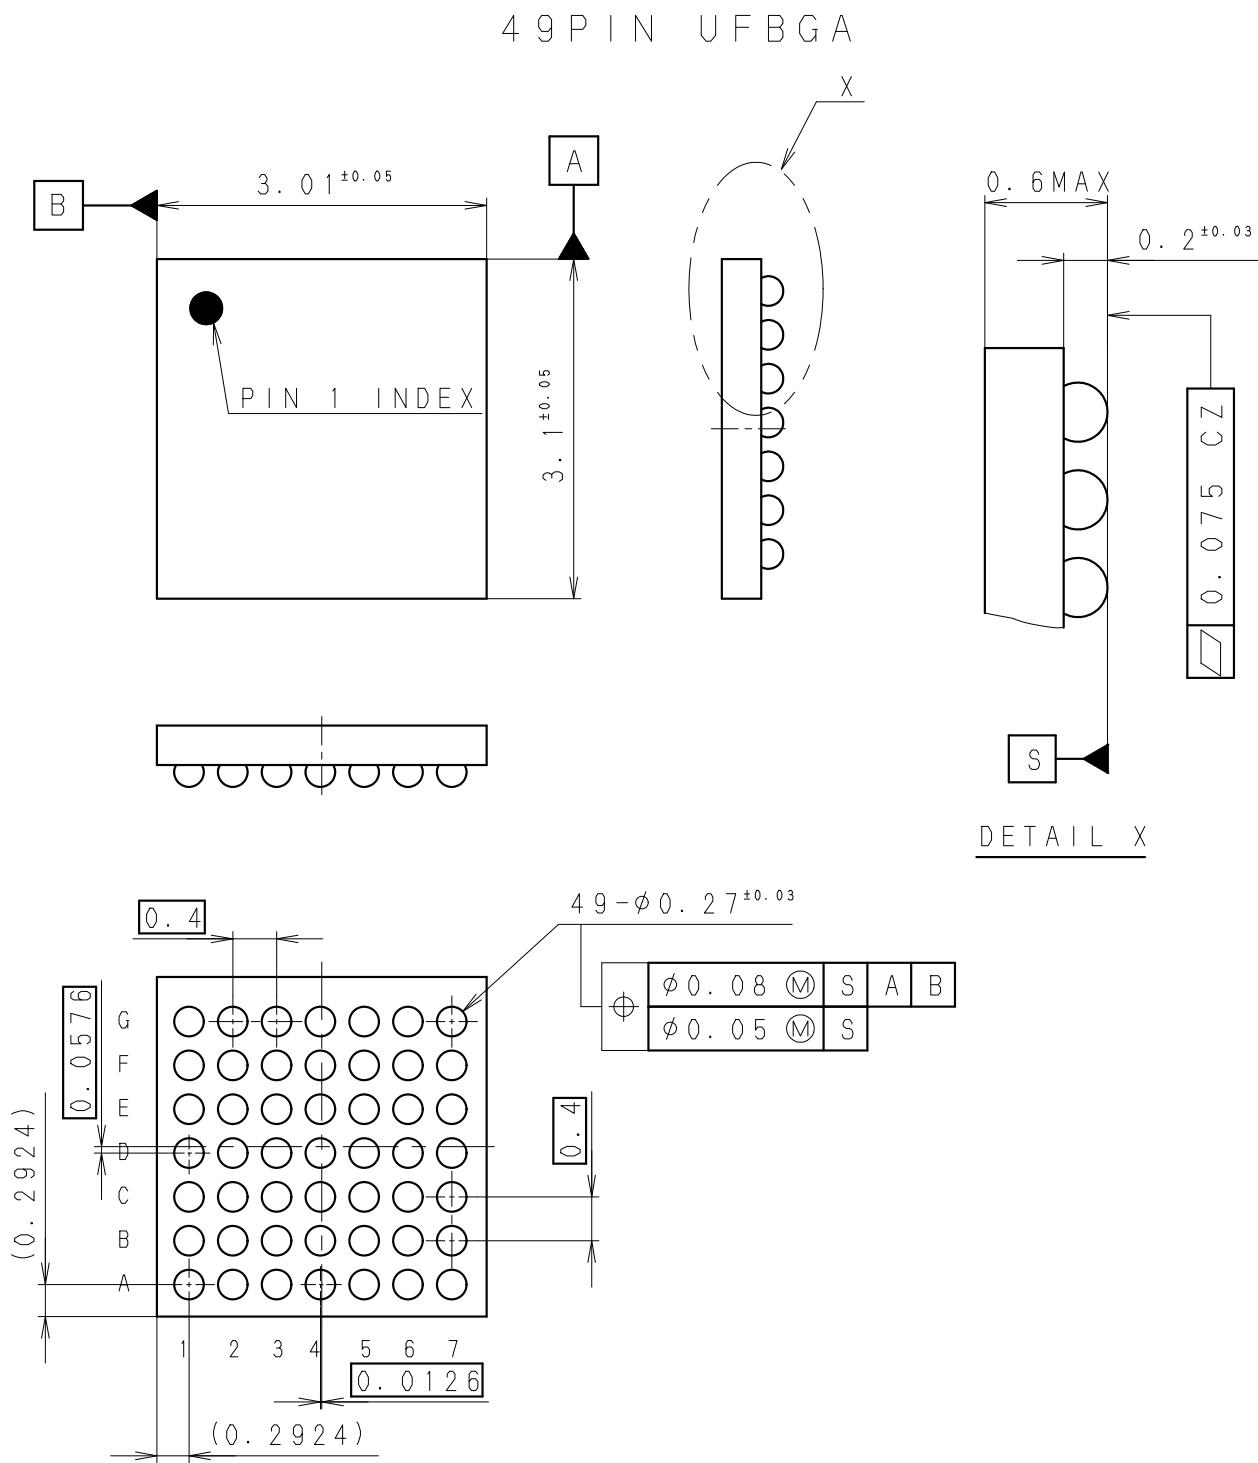 49PIN UFBGA
X
A
B
3.01±0.05
0.6MAX
0.2±0.03
PIN 1 INDEX
3.1±0.05
0.075 CZ
S
DETAIL X
0.4
49-φ0.27±0.03
φ0.08 Ⓜ S A B
φ0.05 Ⓜ S
0.0576
G
F
E
D
C
B
A
0.4
(0.2924)
1 2 3 4 5 6 7
0.0126
(0.2924)